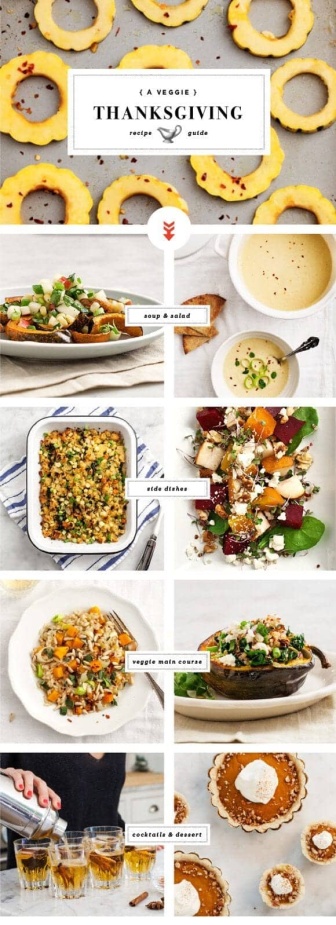 { A VEGGIE }
THANKSGIVING
recipe guide
soup & salad
side dishes
veggie main course
cocktails & dessert